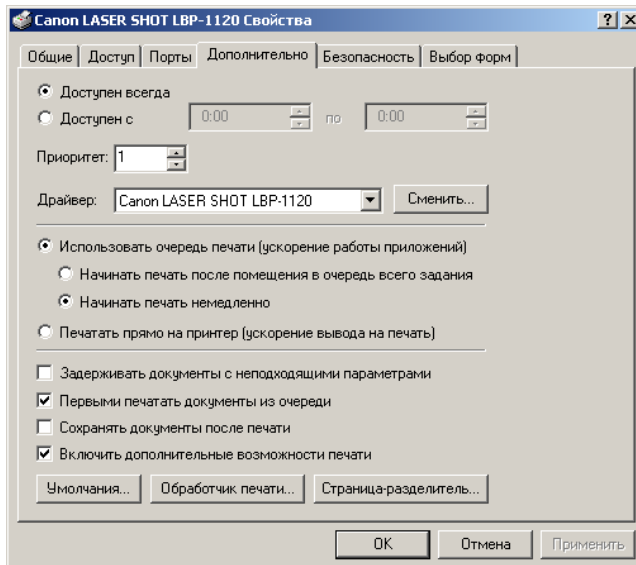 Canon LASER SHOT LBP-1120 Свойства
Общие Доступ Порты Дополнительно Безопасность Выбор форм
Доступен всегда
Доступен с 0:00 по 0:00
Приоритет: 1
Драйвер: Canon LASER SHOT LBP-1120 Сменить...
Использовать очередь печати (ускорение работы приложений)
Начинать печать после помещения в очередь всего задания
Начинать печать немедленно
Печатать прямо на принтер (ускорение вывода на печать)
Задерживать документы с неподходящими параметрами
Первыми печатать документы из очереди
Сохранять документы после печати
Включить дополнительные возможности печати
Умолчания... Обработчик печати... Страница-разделитель...
OK Отмена Применить